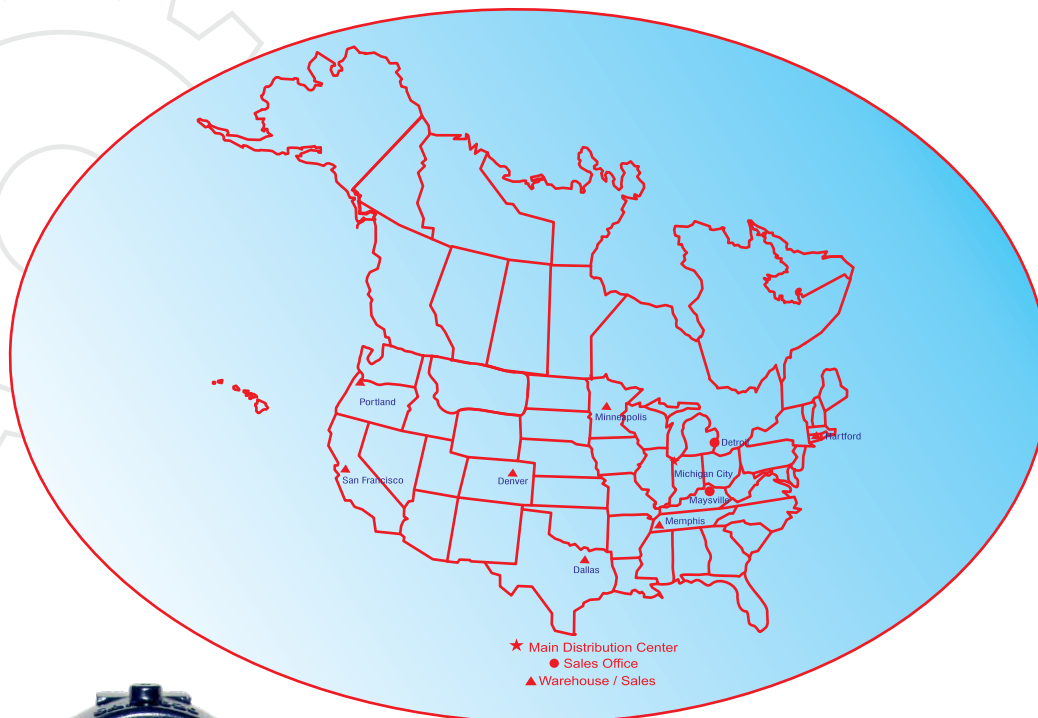 Portland
Minneapolis
Hartford
Detroit
San Francisco
Denver
Michigan City
Maysville
Memphis
Dallas
Main Distribution Center
Sales Office
Warehouse / Sales